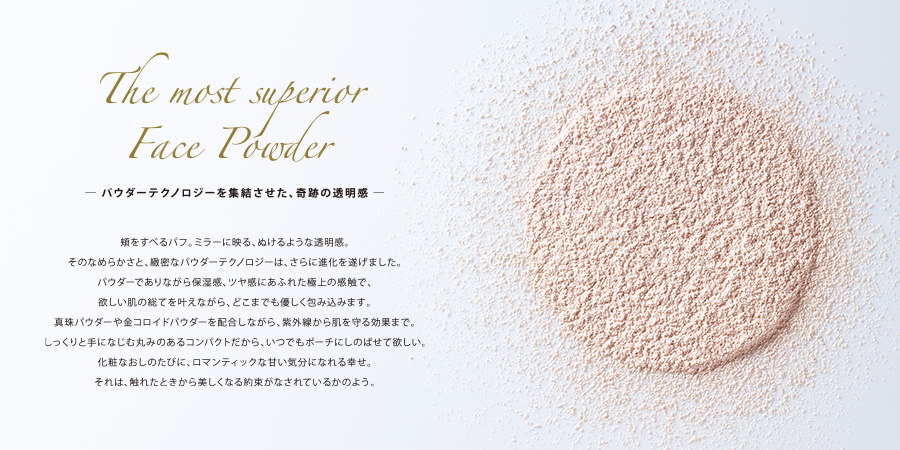 The most superior
Face Powder
― パウダーテクノロジーを集結させた、奇跡の透明感 ―
頬をすべるパフ。ミラーに映る、ぬけるような透明感。
そのなめらかさと、緻密なパウダーテクノロジーは、さらに進化を遂げました。
パウダーでありながら保湿感、ツヤ感にあふれた極上の感触で、
欲しい肌の総てを叶えながら、どこまでも優しく包み込みます。
真珠パウダーや金コロイドパウダーを配合しながら、紫外線から肌を守る効果まで。
しっくりと手になじむ丸みのあるコンパクトだから、いつでもポーチにしのばせて欲しい。
化粧なおしのたびに、ロマンティックな甘い気分になれる幸せ。
それは、触れたときから美しくなる約束がなされているかのよう。